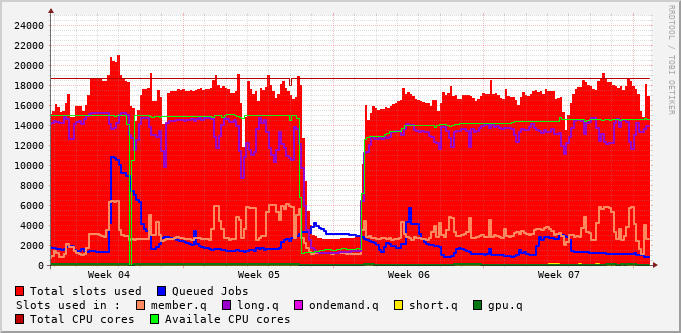 RRDTOOL / TOBI OETIKER
24000
22000
20000
18000
16000
14000
12000
10000
8000
6000
4000
2000
0
Week 04 Week 05 Week 06 Week 07
Total slots used Queued Jobs
Slots used in : member.q long.q ondemand.q short.q gpu.q
Total CPU cores Availale CPU cores